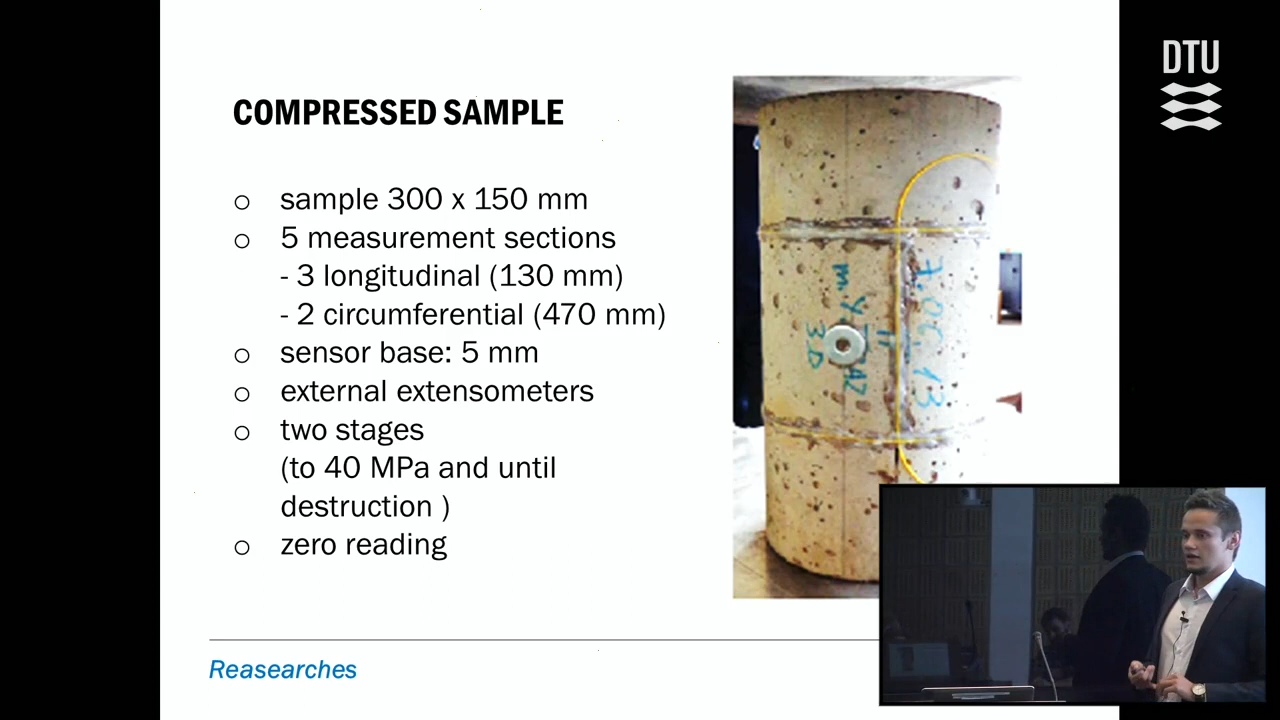 DTU
COMPRESSED SAMPLE
o sample 300 x 150 mm
o 5 measurement sections
- 3 longitudinal (130 mm)
- 2 circumferential (470 mm)
o sensor base: 5 mm
o external extensometers
o two stages
(to 40 MPa and until
destruction )
o zero reading
Reasearches